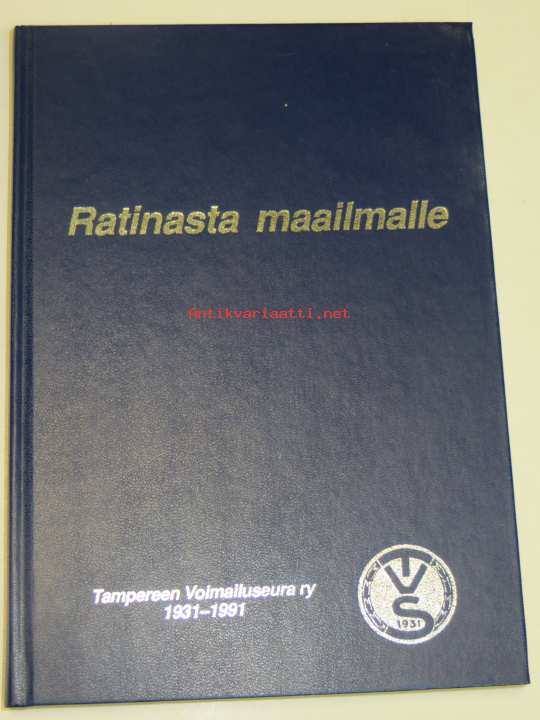 Ratinasta maailmalle
Antikvariaatti.net
Tampereen Voimailuseura ry
1931–1991
TVS
1931